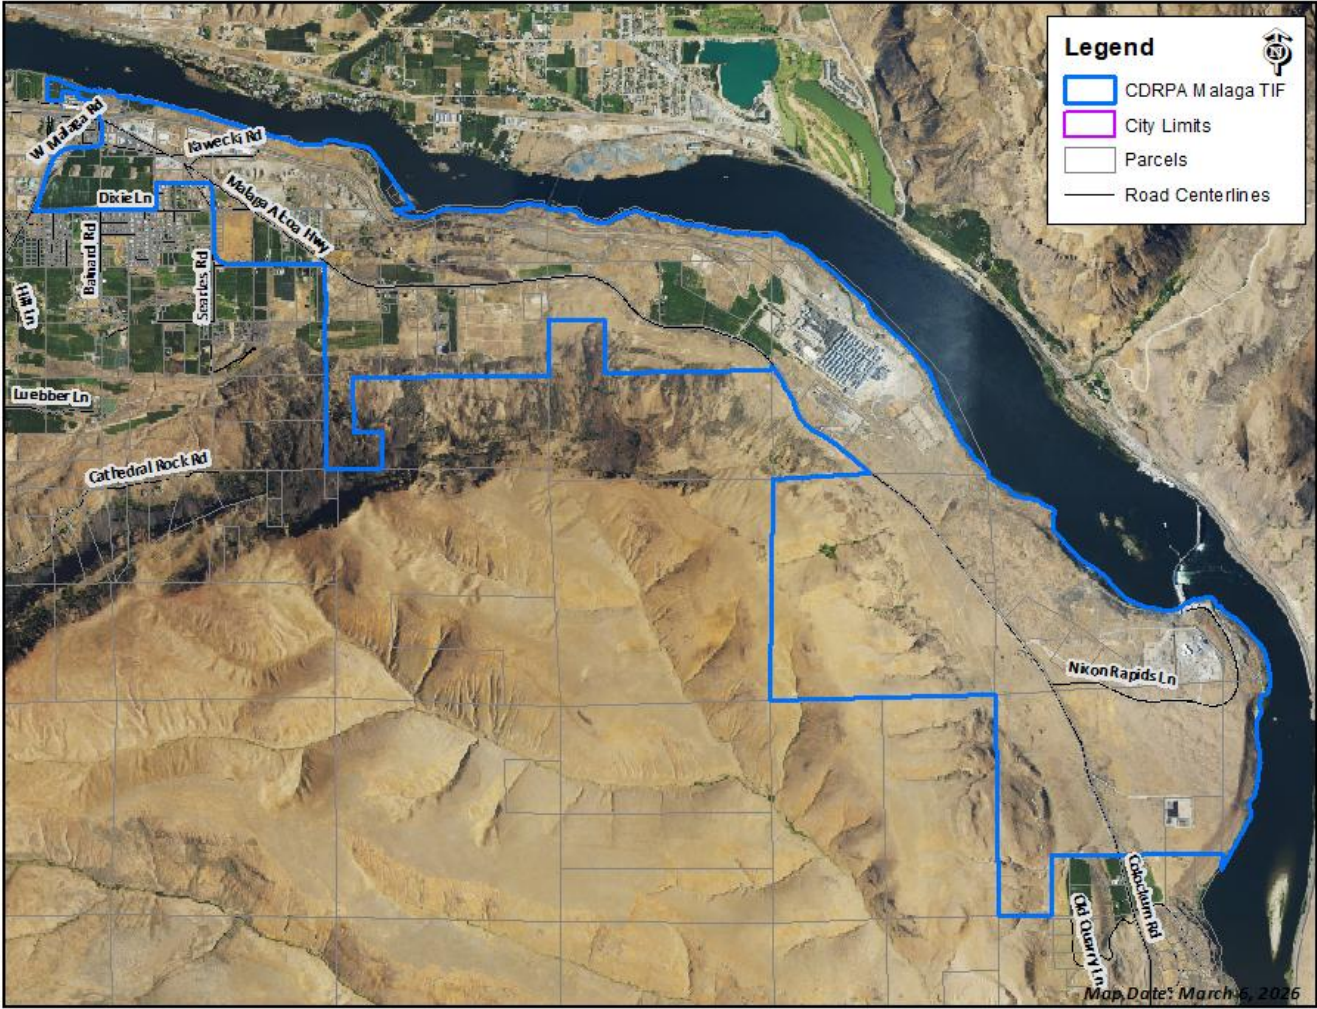 Legend
N
CDRPA Malaga TIF
City Limits
Parcels
Road Centerlines
W Malaga Rd
Kawecki Rd
Dixie Ln
Malaga Alcoa Hwy
Bainard Rd
Searles Rd
Hill Ln
Luebber Ln
Cathedral Rock Rd
Nixon Rapids Ln
Colockum Rd
Old Quarry Ln
Map Date: March 6, 2026